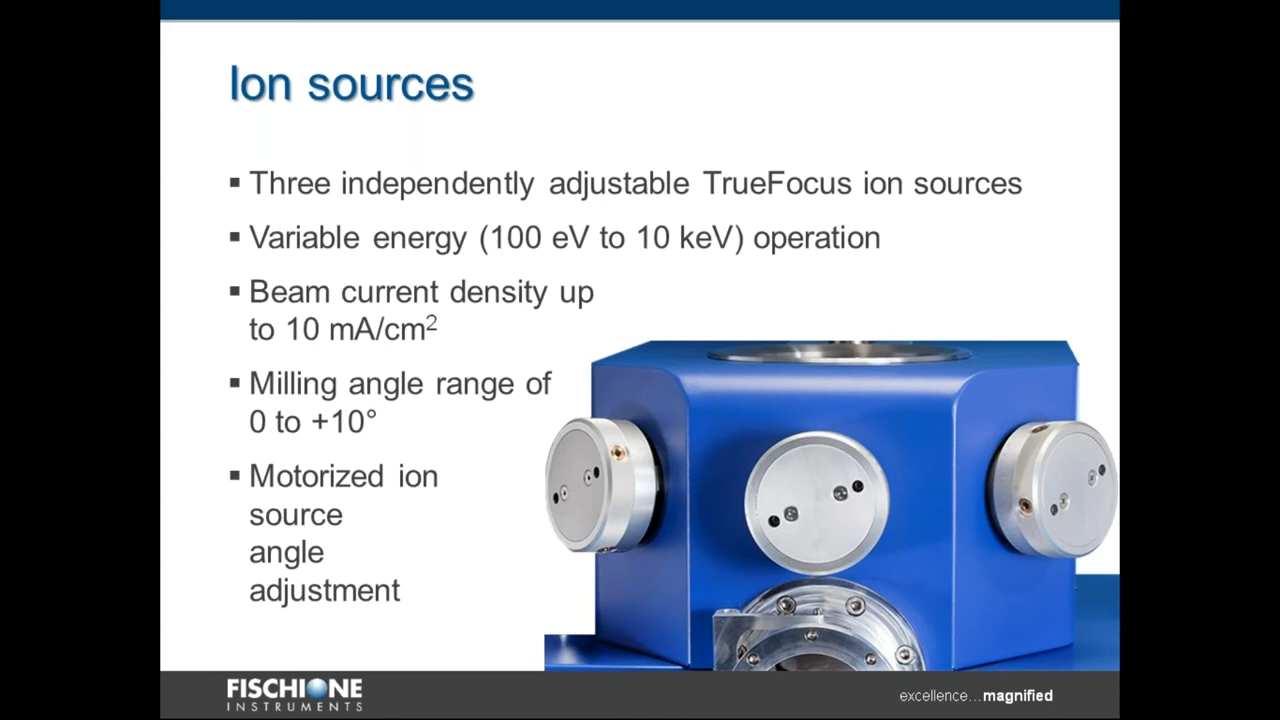 Ion sources
▪ Three independently adjustable TrueFocus ion sources
▪ Variable energy (100 eV to 10 keV) operation
▪ Beam current density up
to 10 mA/cm²
▪ Milling angle range of
0 to +10°
▪ Motorized ion
source
angle
adjustment
FISCHIONE
INSTRUMENTS
excellence...magnified